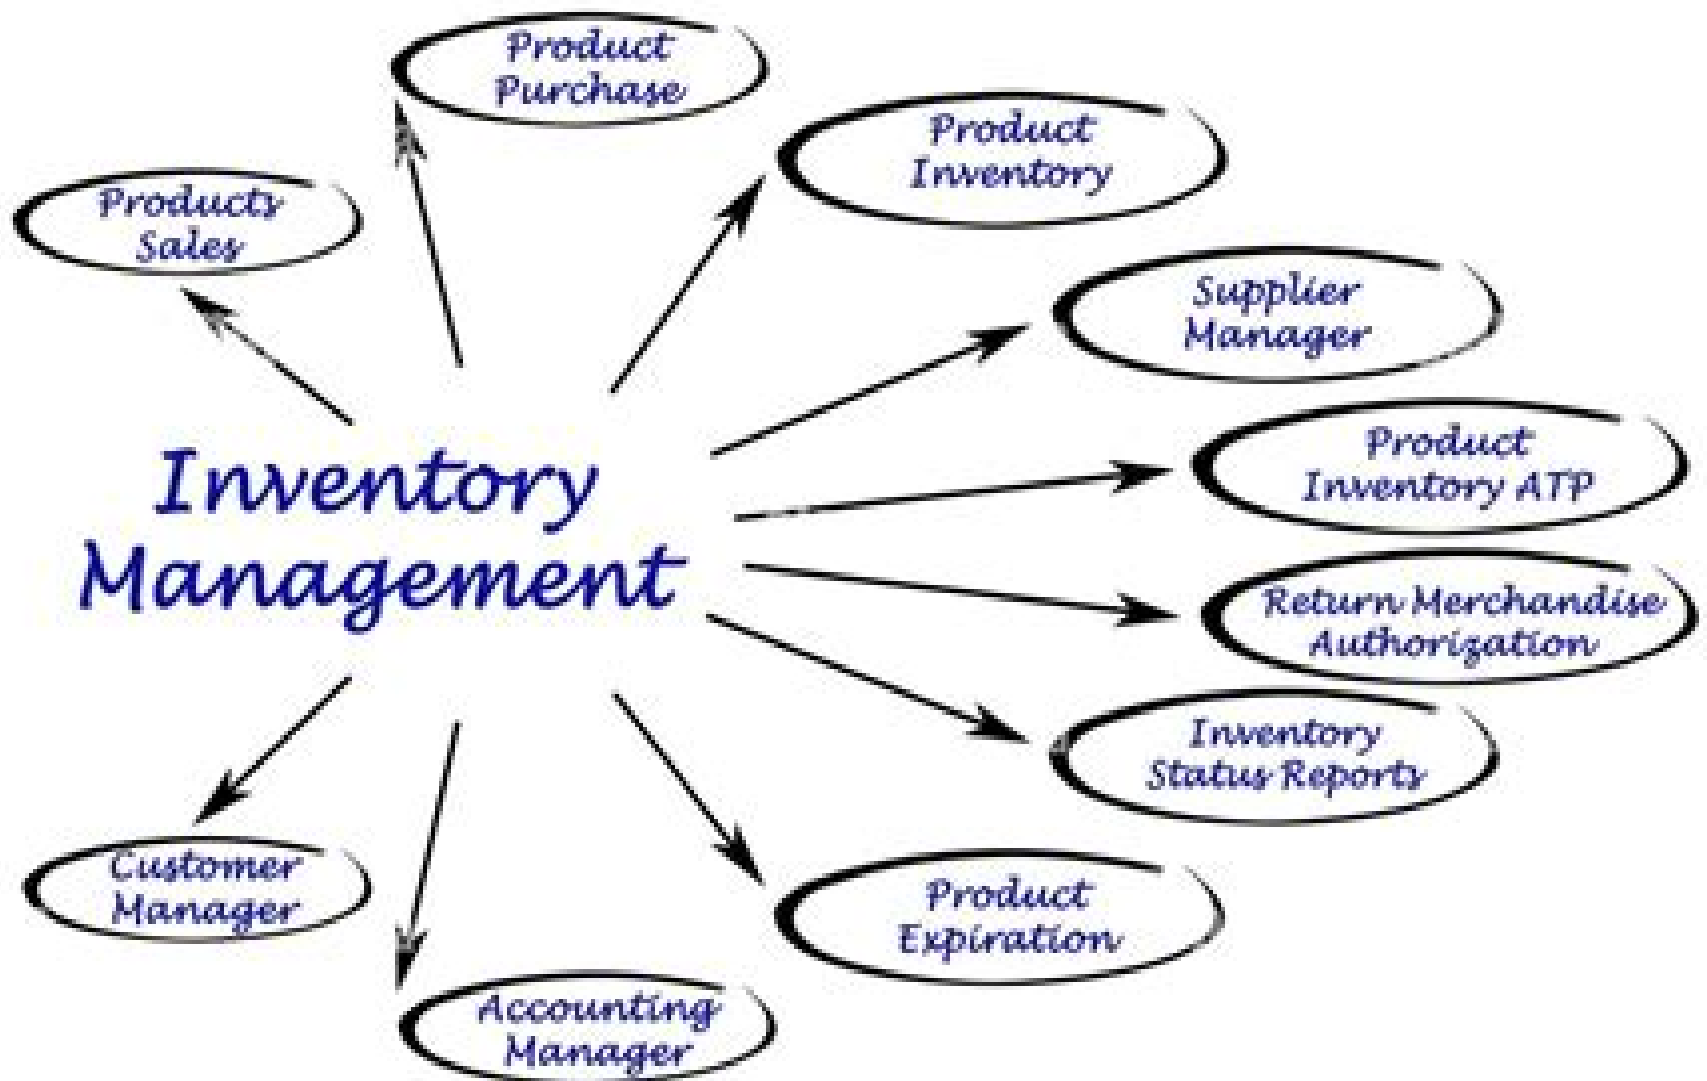 Product
Purchase
Product
Inventory
Products
Sales
Supplier
Manager
Product
Inventory ATP
Inventory
Management
Return Merchandise
Authorization
Inventory
Status Reports
Customer
Manager
Product
Expiration
Accounting
Manager